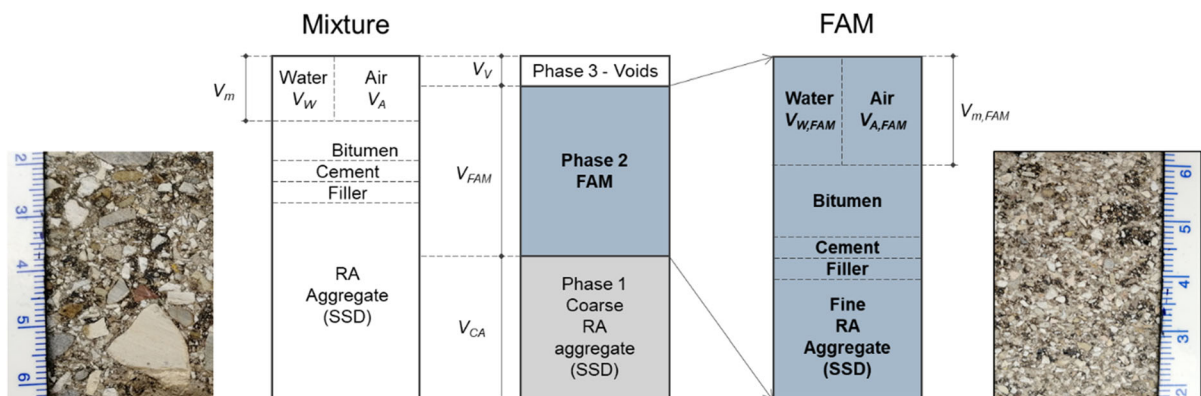 Mixture
FAM
Water
V_W
Air
V_A
V_m
Bitumen
Cement
Filler
RA
Aggregate
(SSD)
V_V
V_FAM
V_CA
Phase 3 - Voids
Phase 2
FAM
Phase 1
Coarse
RA
aggregate
(SSD)
Water
V_W,FAM
Air
V_A,FAM
V_m,FAM
Bitumen
Cement
Filler
Fine
RA
Aggregate
(SSD)
2
3
4
5
6
6
5
4
3
2